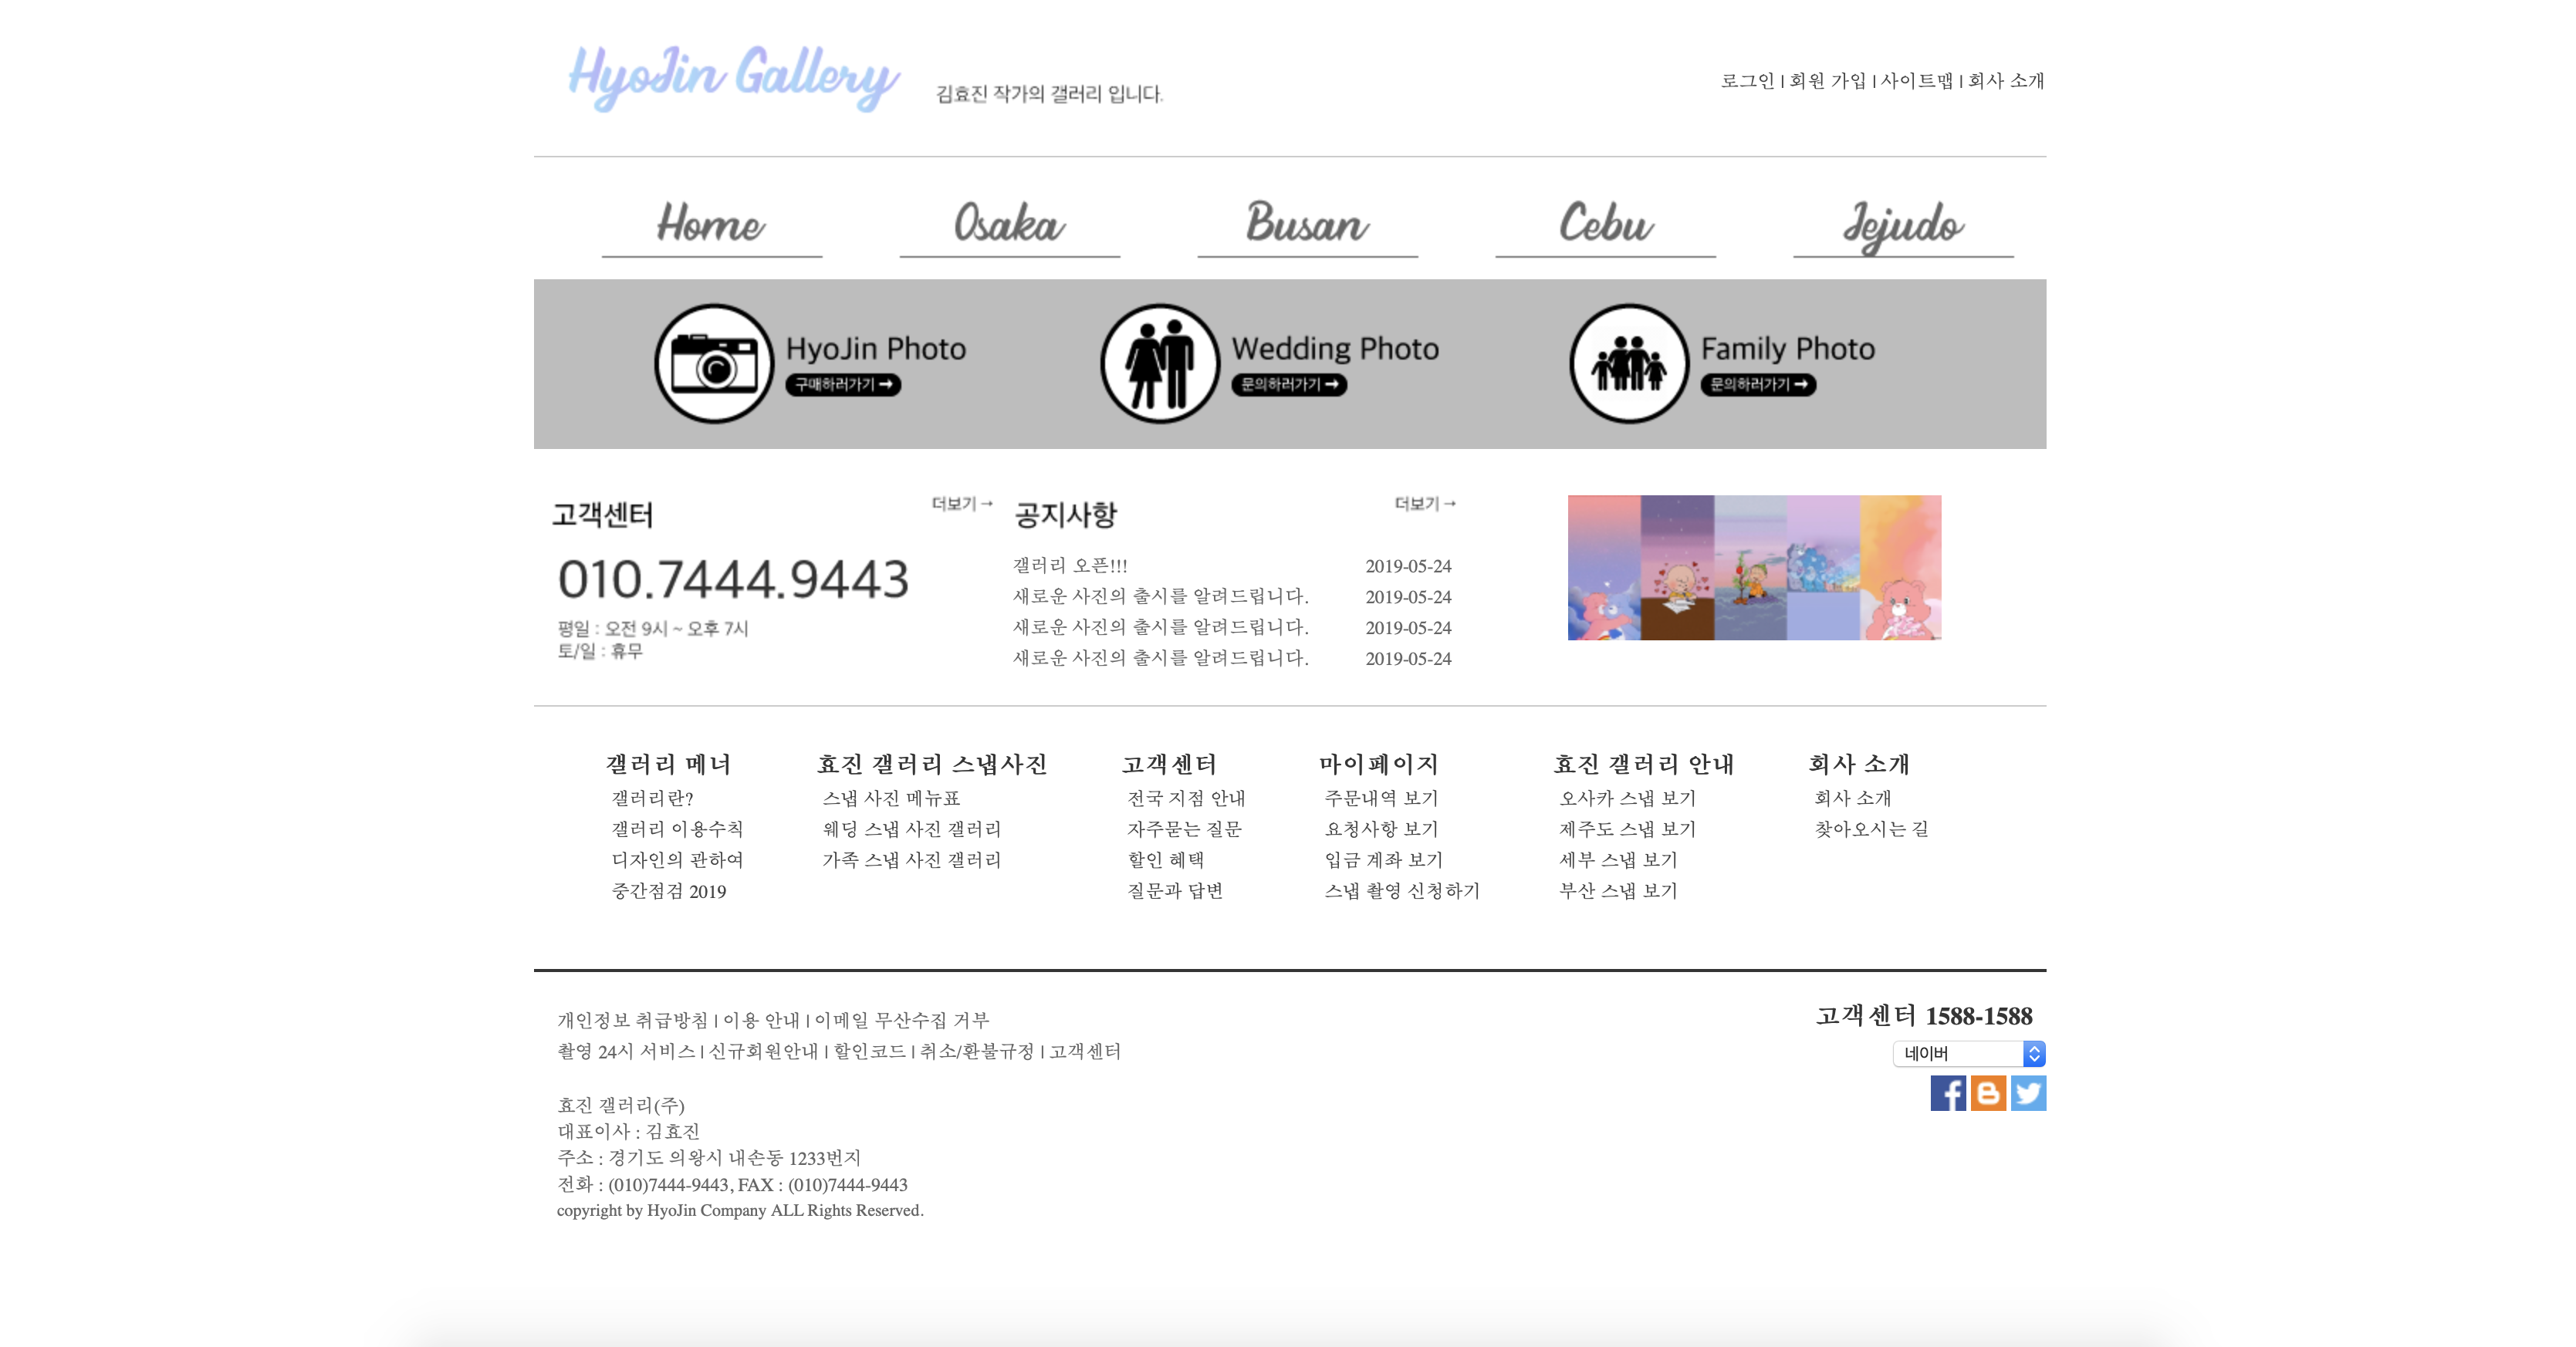 HyoJin Gallery 김효진 작가의 갤러리 입니다.
로그인 | 회원 가입 | 사이트맵 | 회사 소개
Home Osaka Busan Cebu Jejudo
HyoJin Photo
구매하러가기 →
Wedding Photo
문의하러가기 →
Family Photo
문의하러가기 →
고객센터 더보기 →
010.7444.9443
평일 : 오전 9시 ~ 오후 7시
토/일 : 휴무
공지사항 더보기 →
갤러리 오픈!!! 2019-05-24
새로운 사진의 출시를 알려드립니다. 2019-05-24
새로운 사진의 출시를 알려드립니다. 2019-05-24
새로운 사진의 출시를 알려드립니다. 2019-05-24
갤러리 메너
갤러리란?
갤러리 이용수칙
디자인의 관하여
중간점검 2019
효진 갤러리 스냅사진
스냅 사진 메뉴표
웨딩 스냅 사진 갤러리
가족 스냅 사진 갤러리
고객센터
전국 지점 안내
자주묻는 질문
할인 혜택
질문과 답변
마이페이지
주문내역 보기
요청사항 보기
입금 계좌 보기
스냅 촬영 신청하기
효진 갤러리 안내
오사카 스냅 보기
제주도 스냅 보기
세부 스냅 보기
부산 스냅 보기
회사 소개
회사 소개
찾아오시는 길
개인정보 취급방침 | 이용 안내 | 이메일 무산수집 거부
촬영 24시 서비스 | 신규회원안내 | 할인코드 | 취소/환불규정 | 고객센터
효진 갤러리(주)
대표이사 : 김효진
주소 : 경기도 의왕시 내손동 1233번지
전화 : (010)7444-9443, FAX : (010)7444-9443
copyright by HyoJin Company ALL Rights Reserved.
고객센터 1588-1588
네이버